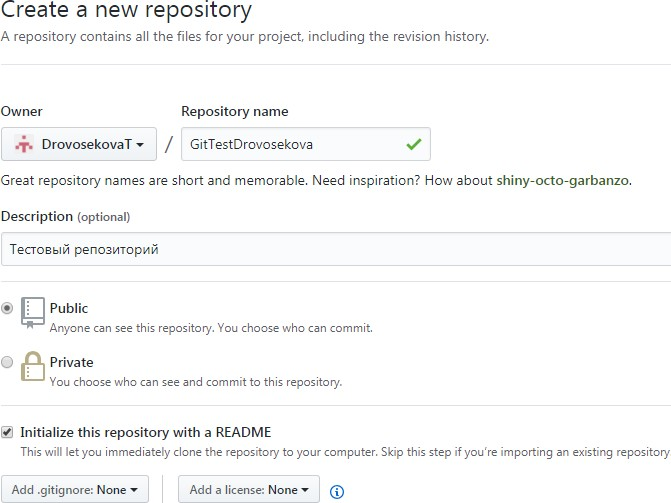 Create a new repository
A repository contains all the files for your project, including the revision history.
Owner
Repository name
DrovosekovaT / GitTestDrovosekova
Great repository names are short and memorable. Need inspiration? How about shiny-octo-garbanzo.
Description (optional)
Тестовый репозиторий
Public
Anyone can see this repository. You choose who can commit.
Private
You choose who can see and commit to this repository.
Initialize this repository with a README
This will let you immediately clone the repository to your computer. Skip this step if you're importing an existing repository
Add .gitignore: None
Add a license: None